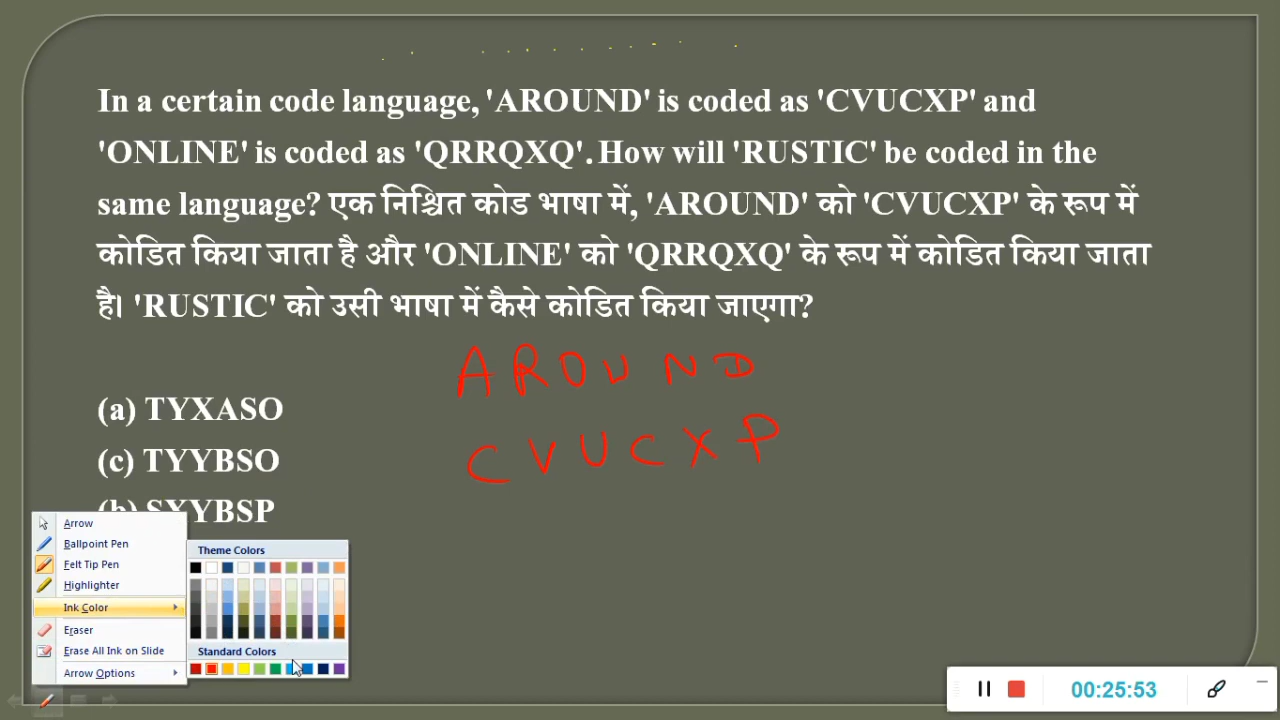 In a certain code language, 'AROUND' is coded as 'CVUCXP' and
'ONLINE' is coded as 'QRRQXQ'. How will 'RUSTIC' be coded in the
same language? एक निश्चित कोड भाषा में, 'AROUND' को 'CVUCXP' के रूप में
कोडित किया जाता है और 'ONLINE' को 'QRRQXQ' के रूप में कोडित किया जाता
है। 'RUSTIC' को उसी भाषा में कैसे कोडित किया जाएगा?
AROUND
(a) TYXASO
CVUCXP
(c) TYYBSO
(b) SXYBSP
Arrow
Ballpoint Pen
Felt Tip Pen
Highlighter
Ink Color
Eraser
Erase All Ink on Slide
Arrow Options
Theme Colors
Standard Colors
00:25:53